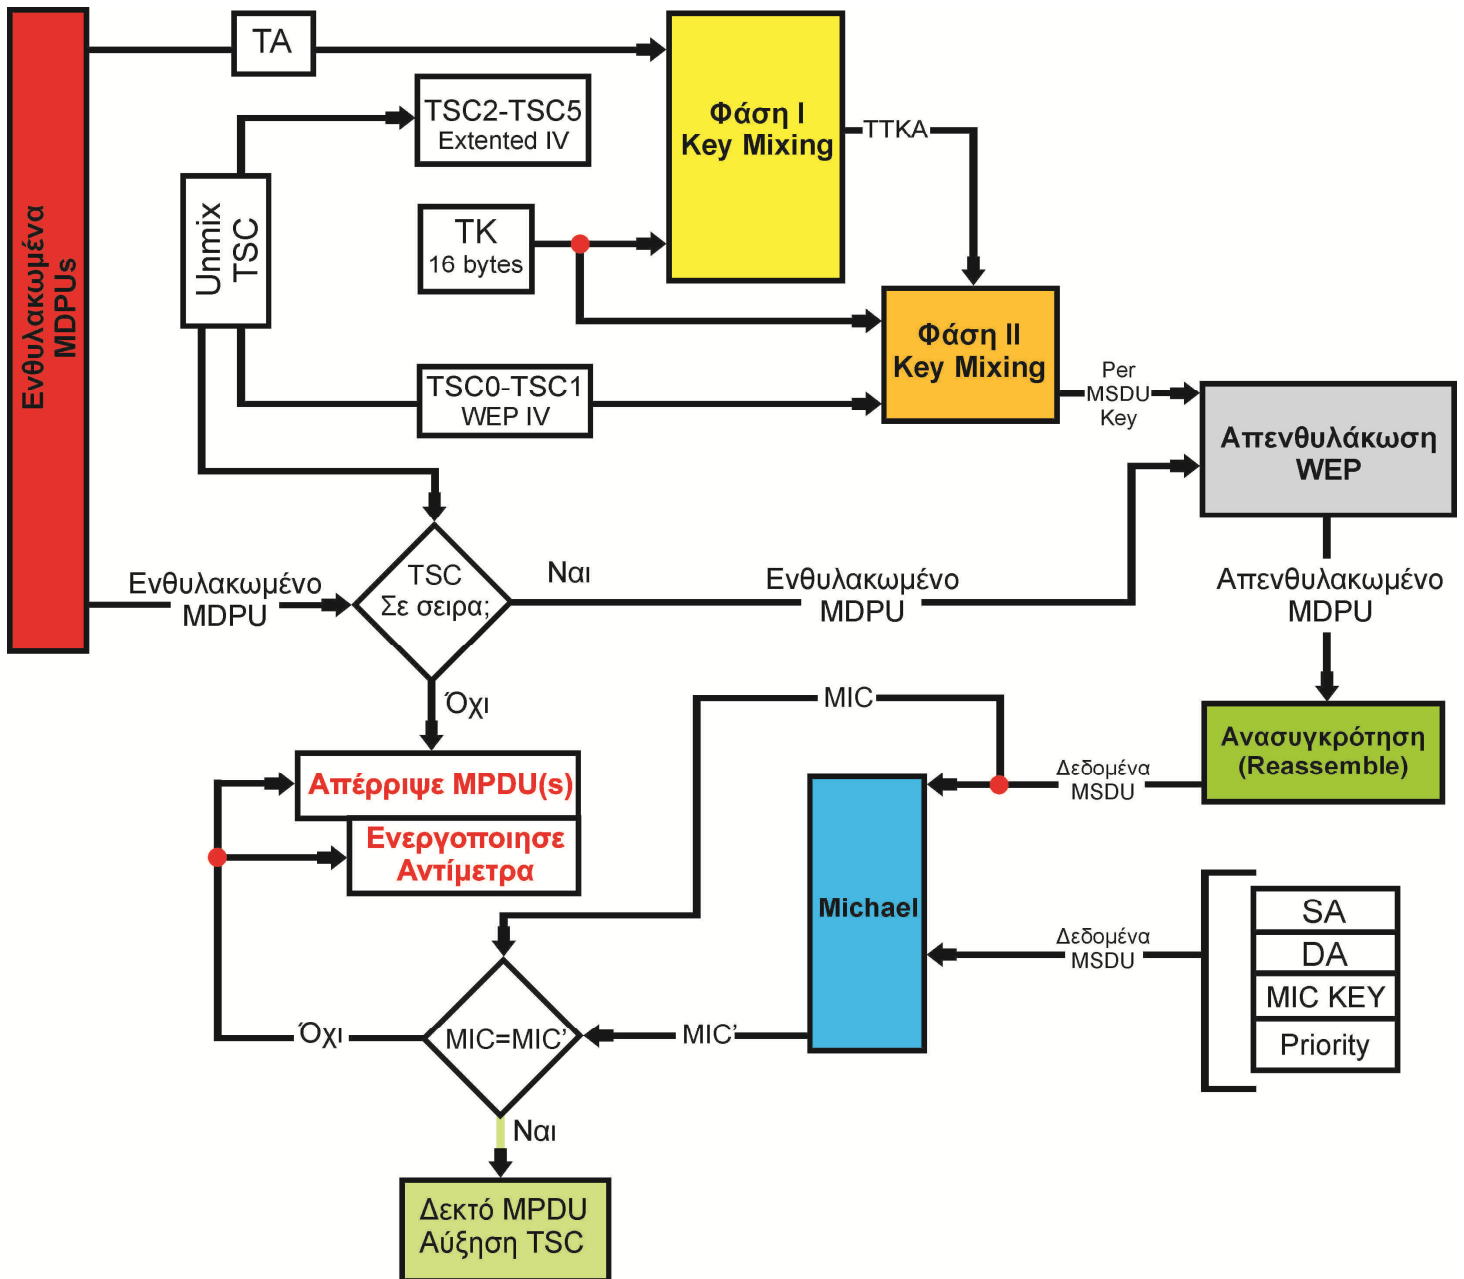 Ενθυλακωμένα
MDPUs
TA
TSC2-TSC5
Extented IV
Unmix
TSC
TK
16 bytes
TSC0-TSC1
WEP IV
Φάση I
Key Mixing
TTKA
Φάση II
Key Mixing
Per
MSDU
Key
Απενθυλάκωση
WEP
Ενθυλακωμένο
MDPU
TSC
Σε σειρα;
Ναι
Ενθυλακωμένο
MDPU
Απενθυλακωμένο
MDPU
Όχι
MIC
Ανασυγκρότηση
(Reassemble)
Δεδομένα
MSDU
Απέρριψε MPDU(s)
Ενεργοποιησε
Αντίμετρα
Michael
Δεδομένα
MSDU
SA
DA
MIC KEY
Priority
Όχι
MIC=MIC’
MIC’
Ναι
Δεκτό MPDU
Αύξηση TSC